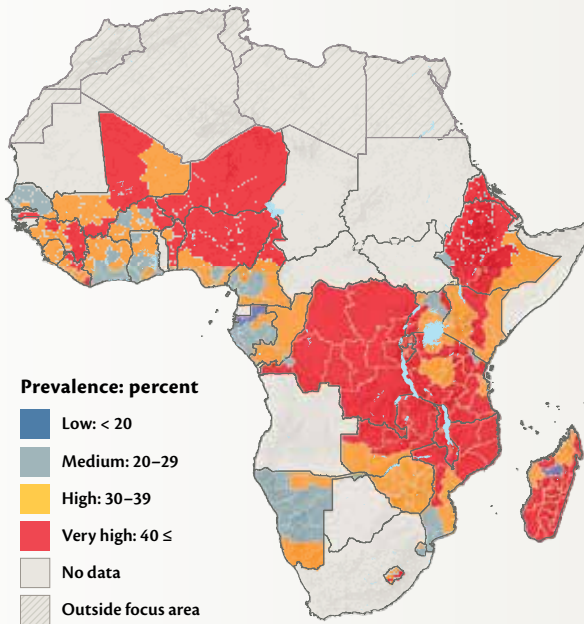 Prevalence: percent
Low: < 20
Medium: 20–29
High: 30–39
Very high: 40 ≤
No data
Outside focus area